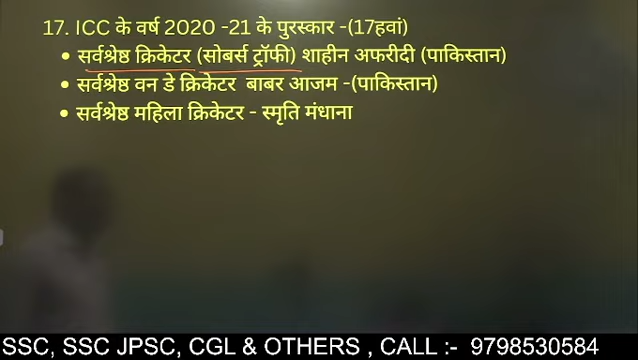 17. ICC के वर्ष 2020 -21 के पुरस्कार -(17हवां)
• सर्वश्रेष्ठ क्रिकेटर (सोबर्स ट्रॉफी) शाहीन अफरीदी (पाकिस्तान)
• सर्वश्रेष्ठ वन डे क्रिकेटर बाबर आजम -(पाकिस्तान)
• सर्वश्रेष्ठ महिला क्रिकेटर - स्मृति मंधाना
SSC, SSC JPSC, CGL & OTHERS , CALL :- 9798530584